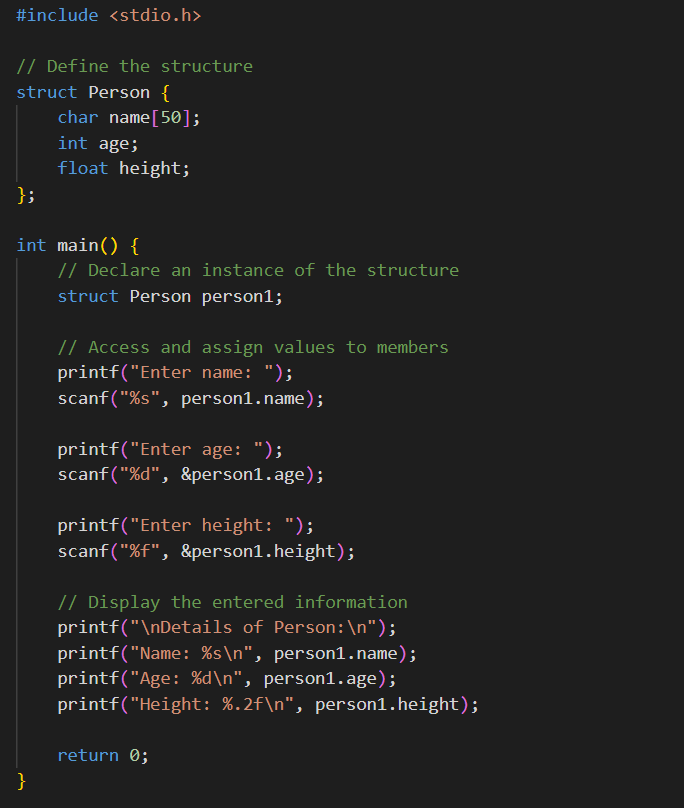 #include <stdio.h>
// Define the structure
struct Person {
    char name[50];
    int age;
    float height;
};
int main() {
    // Declare an instance of the structure
    struct Person person1;
    // Access and assign values to members
    printf("Enter name: ");
    scanf("%s", person1.name);
    printf("Enter age: ");
    scanf("%d", &person1.age);
    printf("Enter height: ");
    scanf("%f", &person1.height);
    // Display the entered information
    printf("\nDetails of Person:\n");
    printf("Name: %s\n", person1.name);
    printf("Age: %d\n", person1.age);
    printf("Height: %.2f\n", person1.height);
    return 0;
}